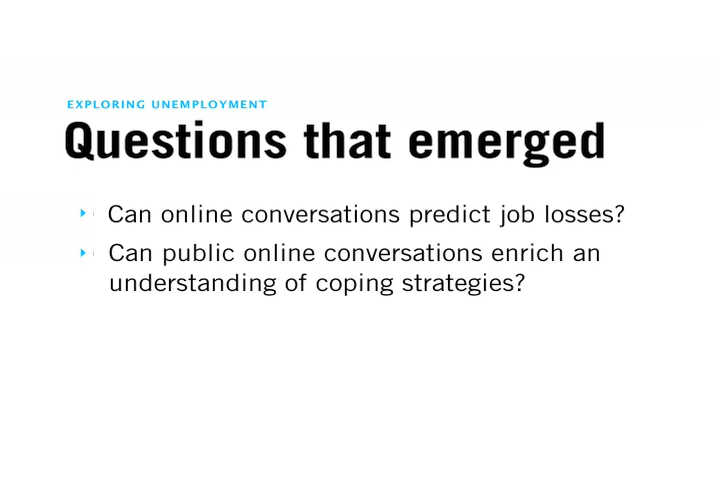 EXPLORING UNEMPLOYMENT
Questions that emerged
Can online conversations predict job losses?
Can public online conversations enrich an
understanding of coping strategies?